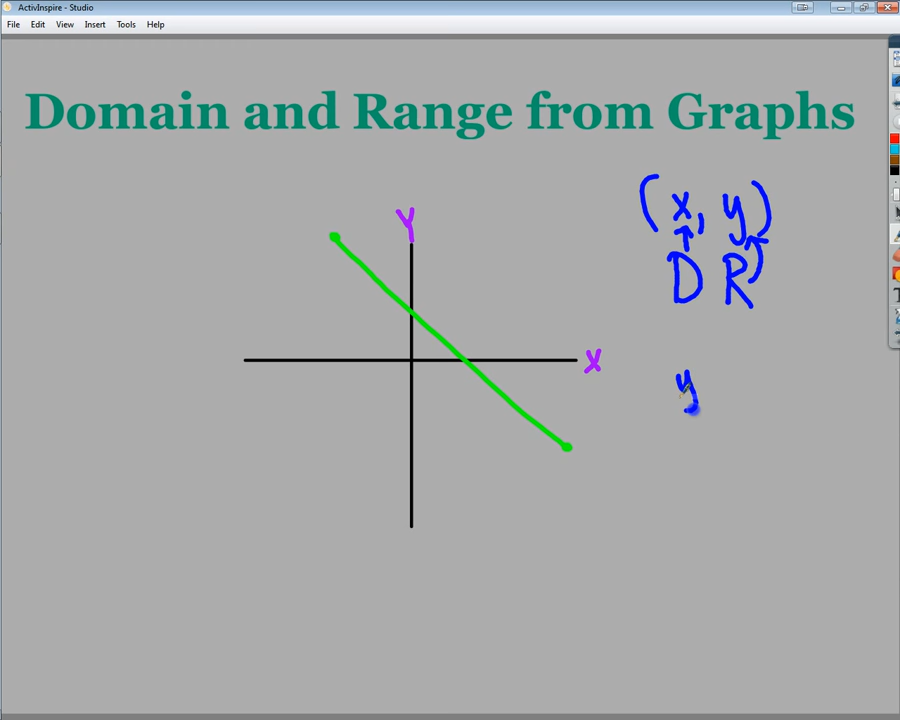 ActivInspire - Studio
File Edit View Insert Tools Help
Domain and Range from Graphs
(x, y)
D R
Y
X
y